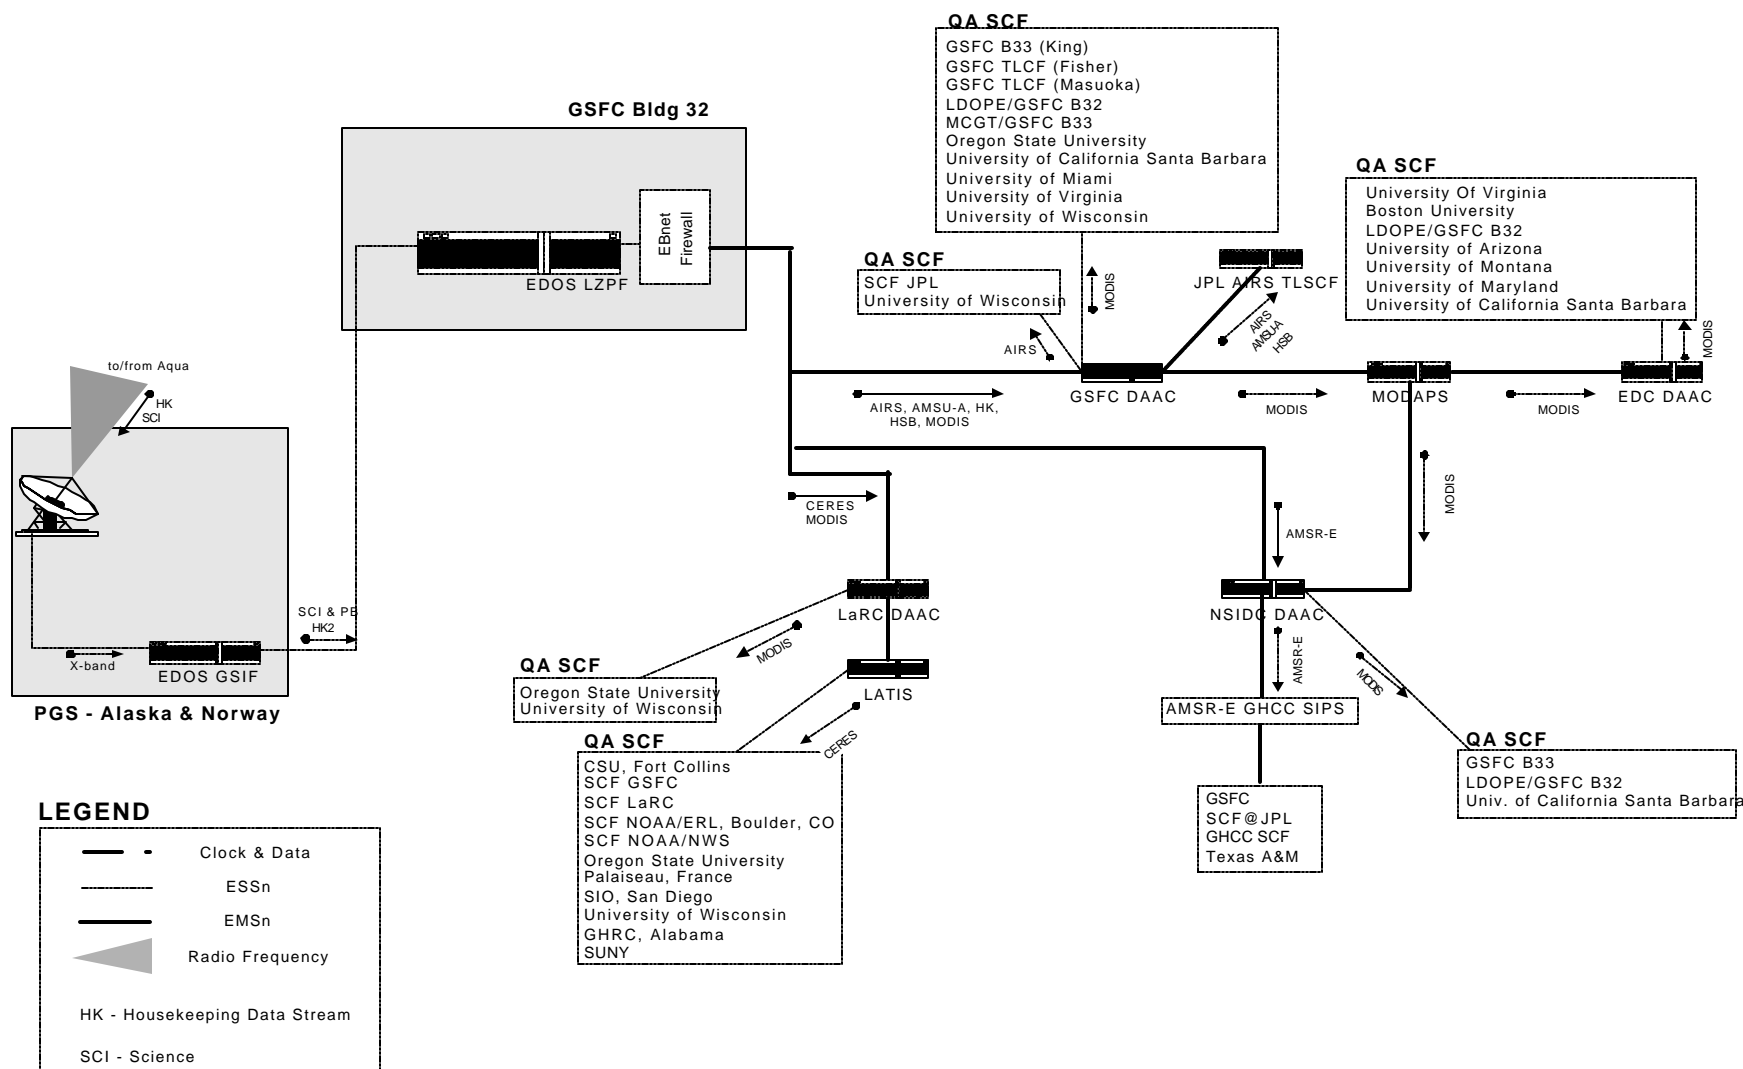 QA SCF
GSFC B33 (King)
GSFC TLCF (Fisher)
GSFC TLCF (Masuoka)
LDOPE/GSFC B32
MCGT/GSFC B33
Oregon State University
University of California Santa Barbara
University of Miami
University of Virginia
University of Wisconsin
GSFC Bldg 32
EBnet
Firewall
EDOS LZPF
QA SCF
SCF JPL
University of Wisconsin
MODIS
JPL AIRS TLSCF
AIRS
AMSU-A
HSB
QA SCF
University Of Virginia
Boston University
LDOPE/GSFC B32
University of Arizona
University of Montana
University of Maryland
University of California Santa Barbara
MODIS
AIRS
GSFC DAAC
MODAPS
EDC DAAC
AIRS, AMSU-A, HK,
HSB, MODIS
MODIS
MODIS
to/from Aqua
HK
SCI
CERES
MODIS
AMSR-E
MODIS
SCI & PB
HK2
X-band
EDOS GSIF
PGS - Alaska & Norway
LaRC DAAC
NSIDC DAAC
MODIS
AMSR-E
MODIS
QA SCF
Oregon State University
University of Wisconsin
LATIS
CERES
AMSR-E GHCC SIPS
QA SCF
CSU, Fort Collins
SCF GSFC
SCF LaRC
SCF NOAA/ERL, Boulder, CO
SCF NOAA/NWS
Oregon State University
Palaiseau, France
SIO, San Diego
University of Wisconsin
GHRC, Alabama
SUNY
QA SCF
GSFC B33
LDOPE/GSFC B32
Univ. of California Santa Barbara
GSFC
SCF@JPL
GHCC SCF
Texas A&M
LEGEND
Clock & Data
ESSn
EMSn
Radio Frequency
HK - Housekeeping Data Stream
SCI - Science